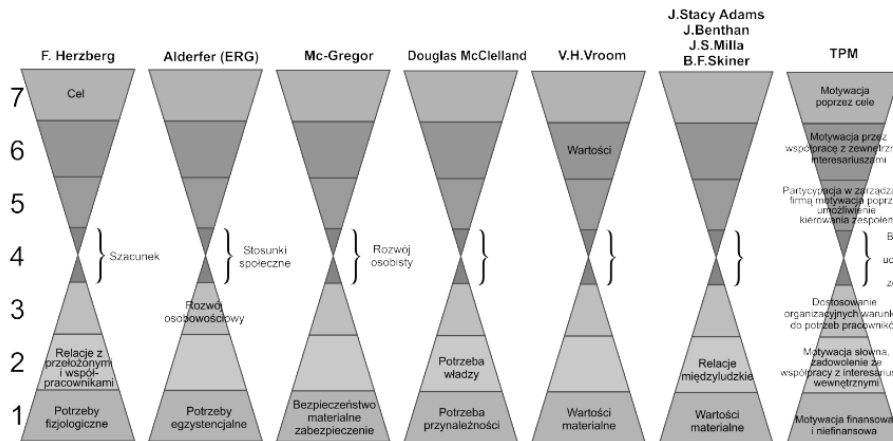 J.Stacy Adams
J.Benthan
J.S.Milla
B.F.Skiner
F. Herzberg
Alderfer (ERG)
Mc-Gregor
Douglas McClelland
V.H.Vroom
TPM
7
Cel
Motywacja
poprzez cele
6
Wartości
Motywacja przez
współpracę z zewnętrzn
interesariuszami
5
Partycypacja w zarządza
firmą motywacja poprz
umożliwienie
kierowania zespołen
4
Szacunek
Stosunki
społeczne
Rozwój
osobisty
B
uc
3
Rozwój
osobowościowy
Dostosowanie
organizacyjnych warunk
do potrzeb pracownikó
2
Relacje z
przełożonymi
i współ-
pracownikami
Potrzeba
władzy
Relacje
międzyludzkie
Motywacja słowna,
zadowolenie ze
współpracy z interesarius
wewnętrznymi
1
Potrzeby
fizjologiczne
Potrzeby
egzystencjalne
Bezpieczeństwo
materialne
zabezpieczenie
Potrzeba
przynależności
Wartości
materialne
Wartości
materialne
Motywacja finansowa
i niefinansowa